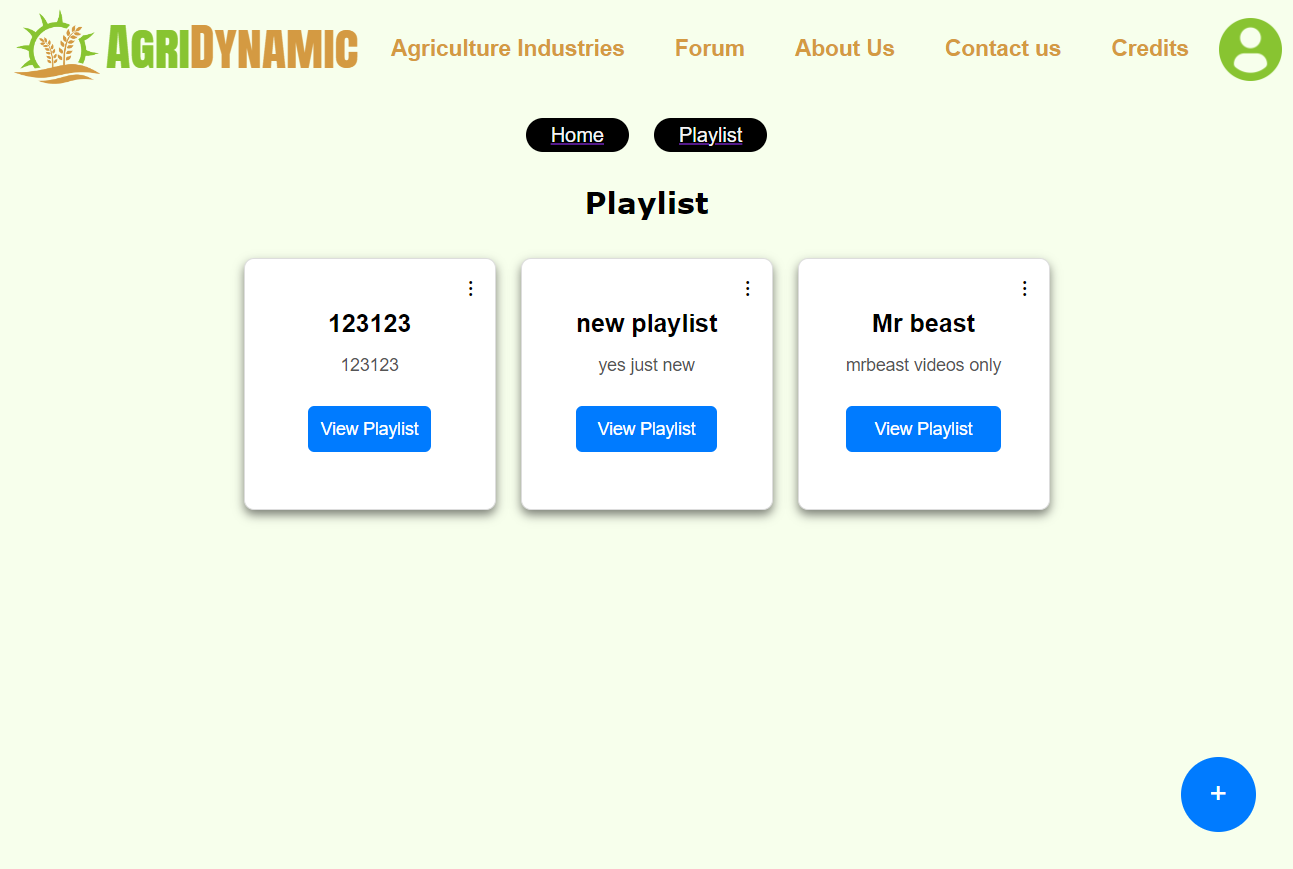 AGRIDYNAMIC Agriculture Industries Forum About Us Contact us Credits
Home Playlist
Playlist
123123 new playlist Mr beast
123123 yes just new mrbeast videos only
View Playlist View Playlist View Playlist
+